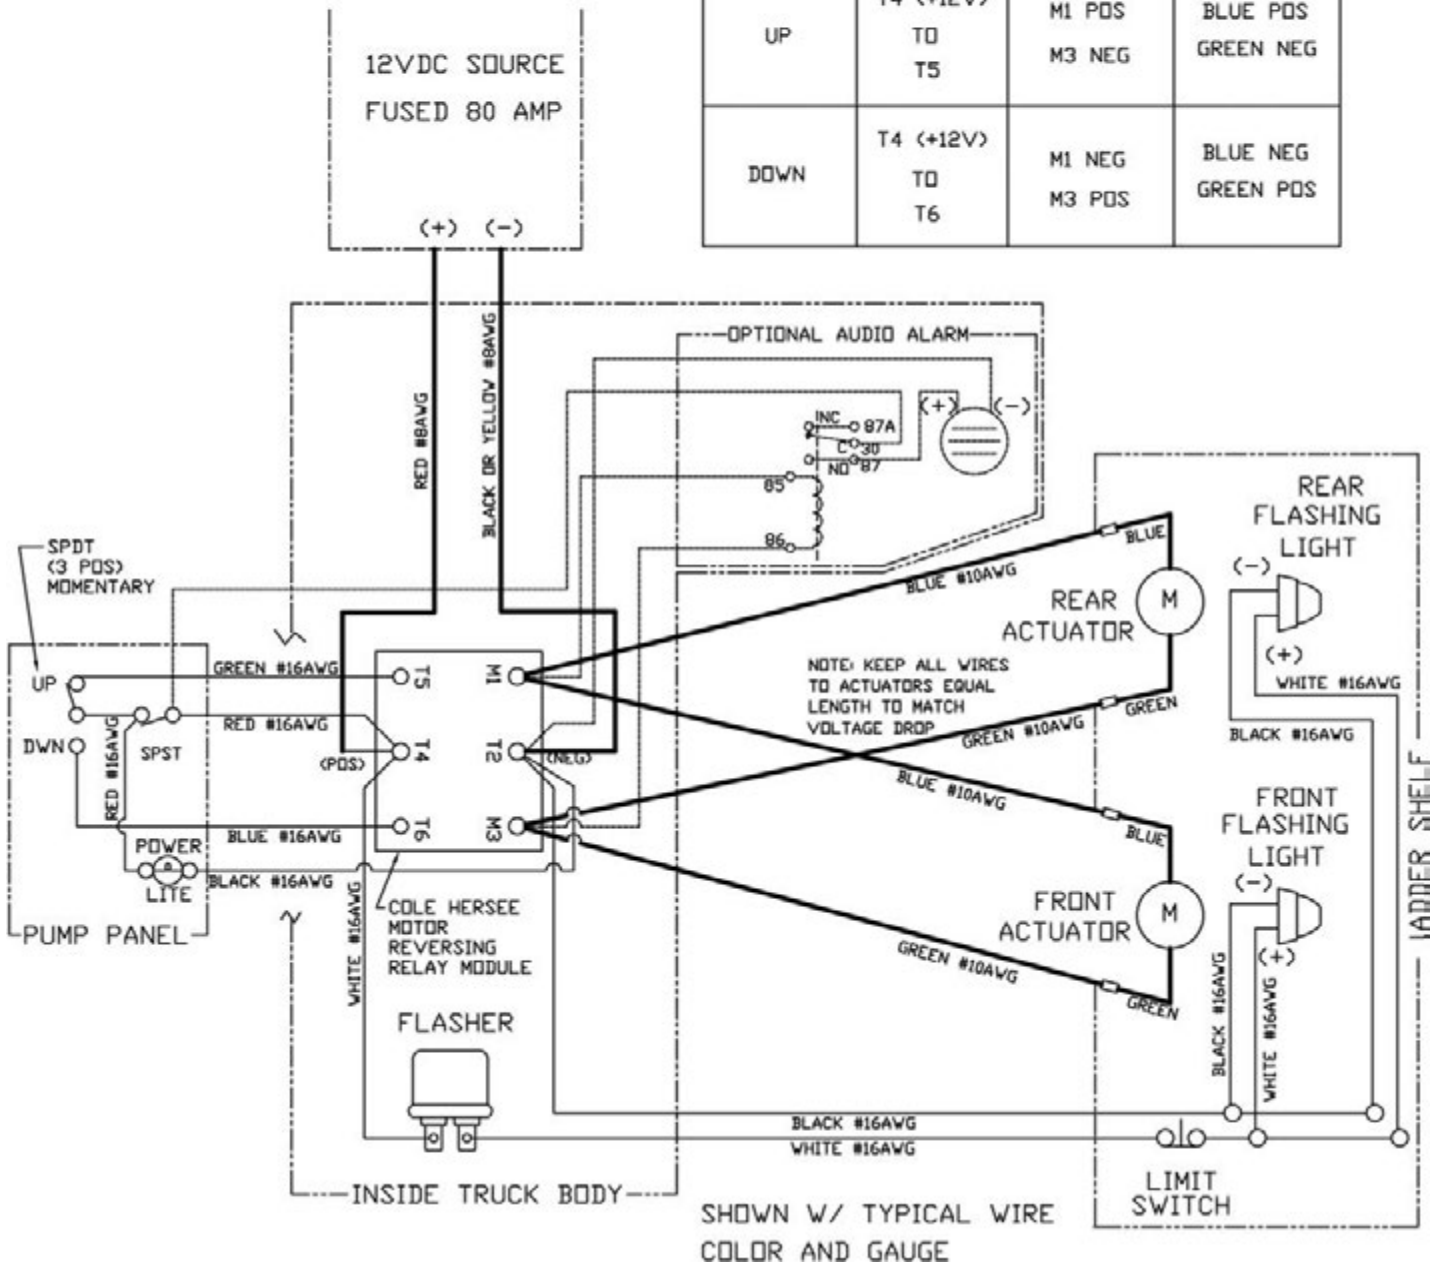 12VDC SOURCE
FUSED 80 AMP
(+) (-)
UP
T4 (+12V)
TO
T5
M1 POS
M3 NEG
BLUE POS
GREEN NEG
DOWN
T4 (+12V)
TO
T6
M1 NEG
M3 POS
BLUE NEG
GREEN POS
RED #8AWG
BLACK OR YELLOW #8AWG
OPTIONAL AUDIO ALARM
(+) (-)
INC 87A
C 30
NO 87
85
86
SPDT
(3 POS)
MOMENTARY
UP
DWN
SPST
GREEN #16AWG
RED #16AWG
RED #16AWG
BLUE #16AWG
POWER
LITE
BLACK #16AWG
PUMP PANEL
T5
M1
T4
T2
T6
M3
(POS)
(NEG)
COLE HERSEE
MOTOR
REVERSING
RELAY MODULE
WHITE #16AWG
FLASHER
INSIDE TRUCK BODY
BLUE #10AWG
BLUE
REAR
ACTUATOR
M
NOTE: KEEP ALL WIRES
TO ACTUATORS EQUAL
LENGTH TO MATCH
VOLTAGE DROP
GREEN #10AWG
GREEN
BLUE #10AWG
BLUE
FRONT
ACTUATOR
M
GREEN #10AWG
GREEN
REAR
FLASHING
LIGHT
(-)
(+)
WHITE #16AWG
BLACK #16AWG
FRONT
FLASHING
LIGHT
(-)
(+)
BLACK #16AWG
WHITE #16AWG
LADDER SHELF
BLACK #16AWG
WHITE #16AWG
LIMIT
SWITCH
SHOWN W/ TYPICAL WIRE
COLOR AND GAUGE